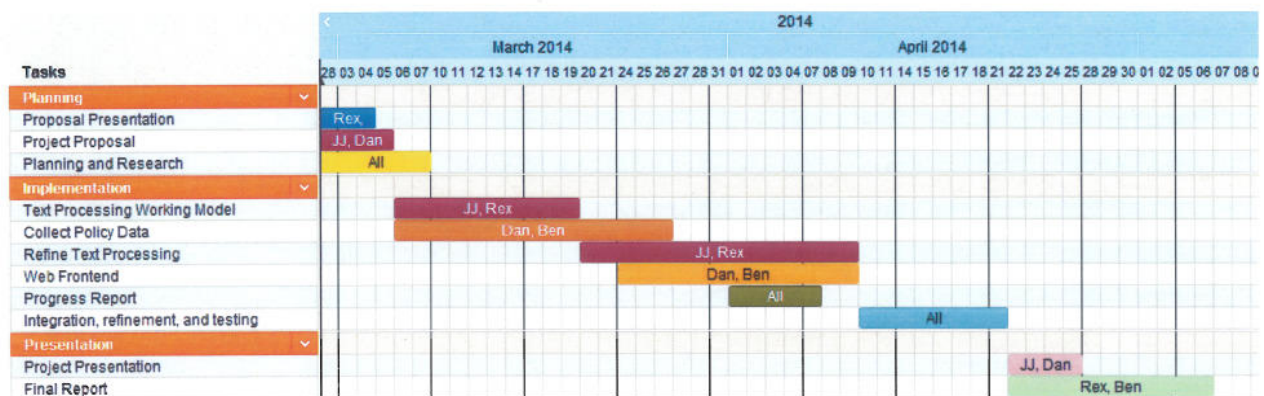 2014
March 2014 April 2014
Tasks 28 03 04 05 06 07 10 11 12 13 14 17 18 19 20 21 24 25 26 27 28 31 01 02 03 04 07 08 09 10 11 14 15 16 17 18 21 22 23 24 25 28 29 30 01 02 05 06 07 08
Planning
Proposal Presentation Rex,
Project Proposal JJ, Dan
Planning and Research All
Implementation
Text Processing Working Model JJ, Rex
Collect Policy Data Dan, Ben
Refine Text Processing JJ, Rex
Web Frontend Dan, Ben
Progress Report All
Integration, refinement, and testing All
Presentation
Project Presentation JJ, Dan
Final Report Rex, Ben